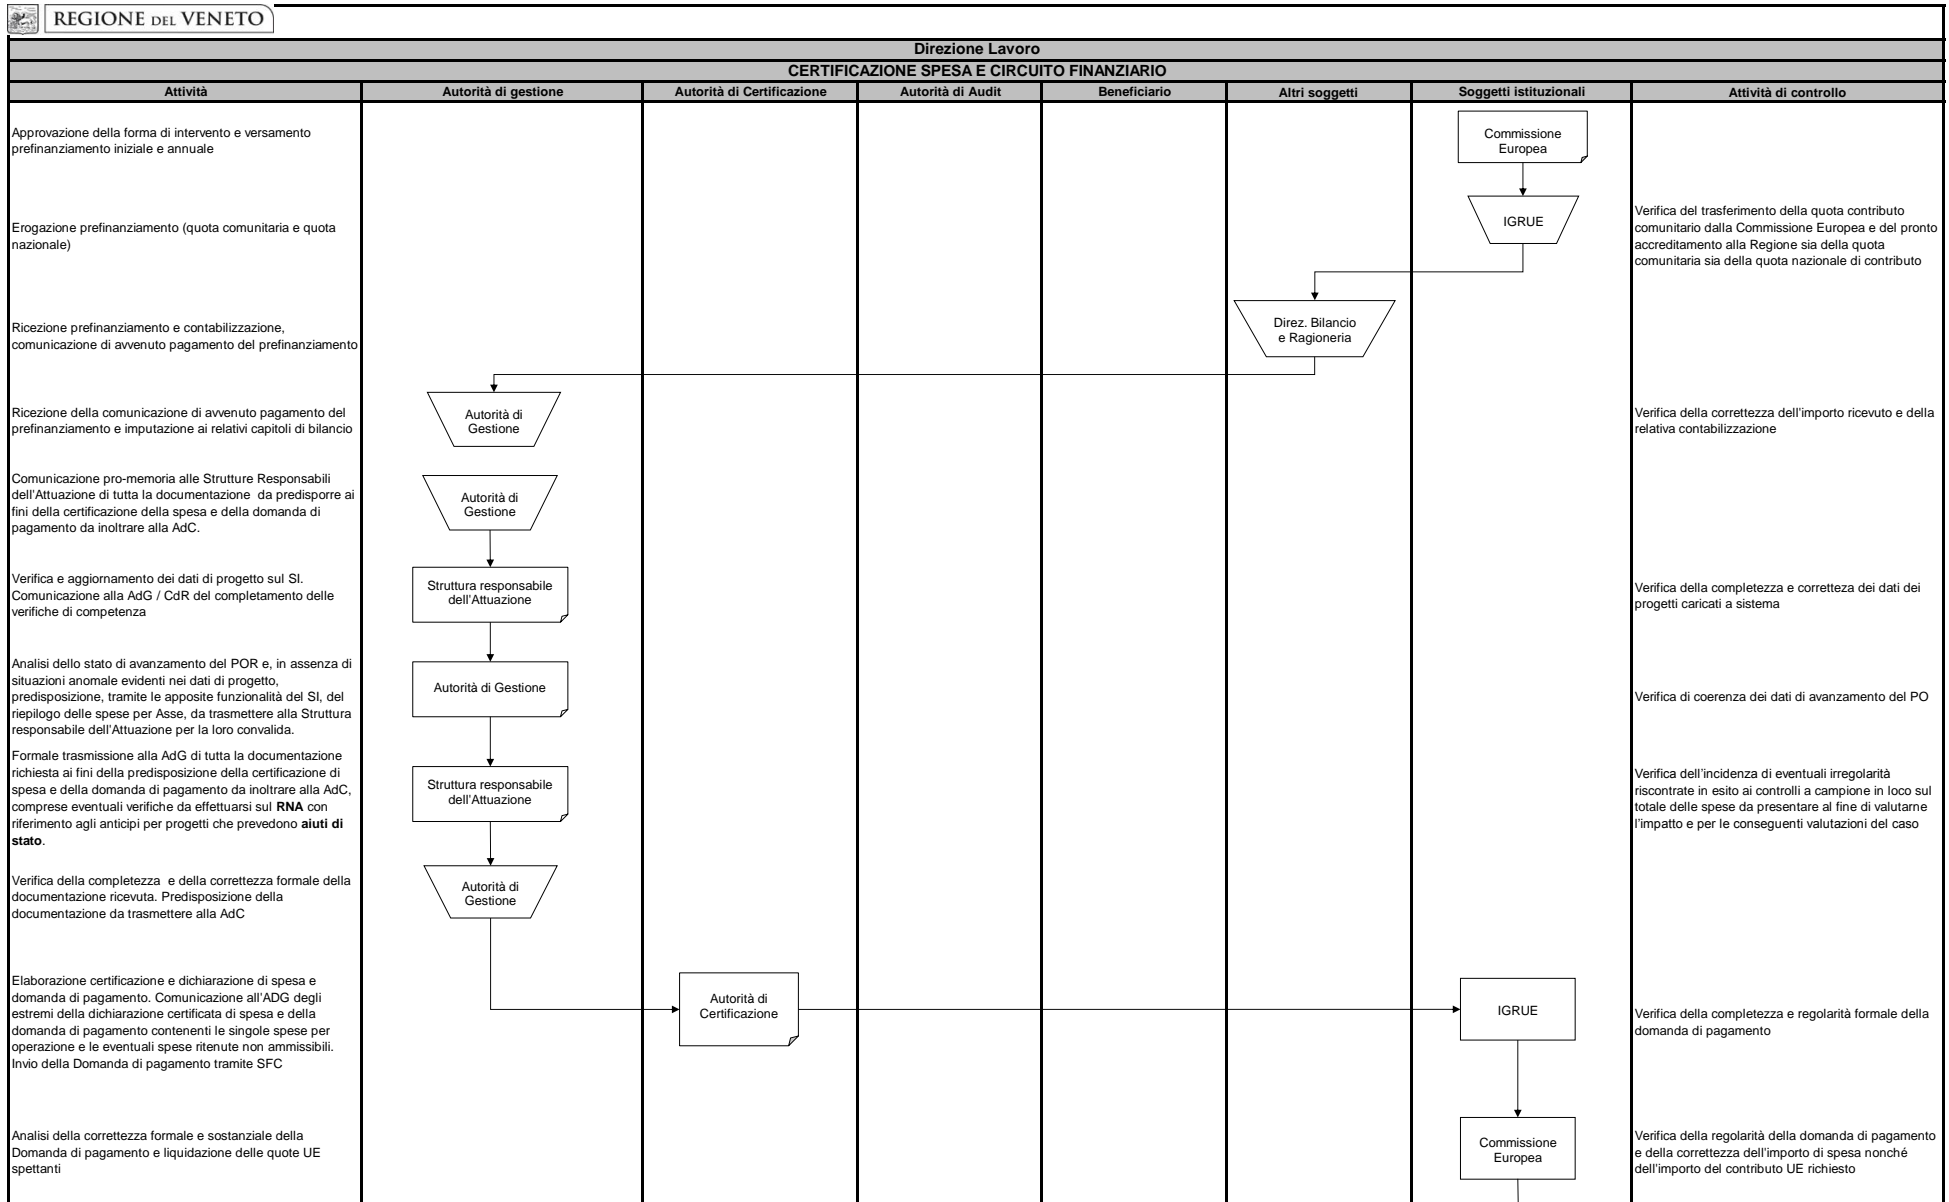 REGIONE DEL VENETO
Direzione Lavoro
CERTIFICAZIONE SPESA E CIRCUITO FINANZIARIO
Attività
Autorità di gestione
Autorità di Certificazione
Autorità di Audit
Beneficiario
Altri soggetti
Soggetti istituzionali
Attività di controllo
Approvazione della forma di intervento e versamento
prefinanziamento iniziale e annuale
Commissione
Europea
Erogazione prefinanziamento (quota comunitaria e quota
nazionale)
IGRUE
Verifica del trasferimento della quota contributo
comunitario dalla Commissione Europea e del pronto
accreditamento alla Regione sia della quota
comunitaria sia della quota nazionale di contributo
Ricezione prefinanziamento e contabilizzazione,
comunicazione di avvenuto pagamento del prefinanziamento
Direz. Bilancio
e Ragioneria
Ricezione della comunicazione di avvenuto pagamento del
prefinanziamento e imputazione ai relativi capitoli di bilancio
Autorità di
Gestione
Verifica della correttezza dell'importo ricevuto e della
relativa contabilizzazione
Comunicazione pro-memoria alle Strutture Responsabili
dell'Attuazione di tutta la documentazione  da predisporre ai
fini della certificazione della spesa e della domanda di
pagamento da inoltrare alla AdC.
Autorità di
Gestione
Verifica e aggiornamento dei dati di progetto sul SI.
Comunicazione alla AdG / CdR del completamento delle
verifiche di competenza
Struttura responsabile
dell'Attuazione
Verifica della completezza e corretteza dei dati dei
progetti caricati a sistema
Analisi dello stato di avanzamento del POR e, in assenza di
situazioni anomale evidenti nei dati di progetto,
predisposizione, tramite le apposite funzionalità del SI, del
riepilogo delle spese per Asse, da trasmettere alla Struttura
responsabile dell'Attuazione per la loro convalida.
Autorità di Gestione
Verifica di coerenza dei dati di avanzamento del PO
Formale trasmissione alla AdG di tutta la documentazione
richiesta ai fini della predisposizione della certificazione di
spesa e della domanda di pagamento da inoltrare alla AdC,
comprese eventuali verifiche da effettuarsi sul RNA con
riferimento agli anticipi per progetti che prevedono aiuti di
stato.
Struttura responsabile
dell'Attuazione
Verifica dell'incidenza di eventuali irregolarità
riscontrate in esito ai controlli a campione in loco sul
totale delle spese da presentare al fine di valutarne
l'impatto e per le conseguenti valutazioni del caso
Verifica della completezza  e della correttezza formale della
documentazione ricevuta. Predisposizione della
documentazione da trasmettere alla AdC
Autorità di
Gestione
Elaborazione certificazione e dichiarazione di spesa e
domanda di pagamento. Comunicazione all'ADG degli
estremi della dichiarazione certificata di spesa e della
domanda di pagamento contenenti le singole spese per
operazione e le eventuali spese ritenute non ammissibili.
Invio della Domanda di pagamento tramite SFC
Autorità di
Certificazione
IGRUE
Verifica della completezza e regolarità formale della
domanda di pagamento
Analisi della correttezza formale e sostanziale della
Domanda di pagamento e liquidazione delle quote UE
spettanti
Commissione
Europea
Verifica della regolarità della domanda di pagamento
e della correttezza dell'importo di spesa nonché
dell'importo del contributo UE richiesto